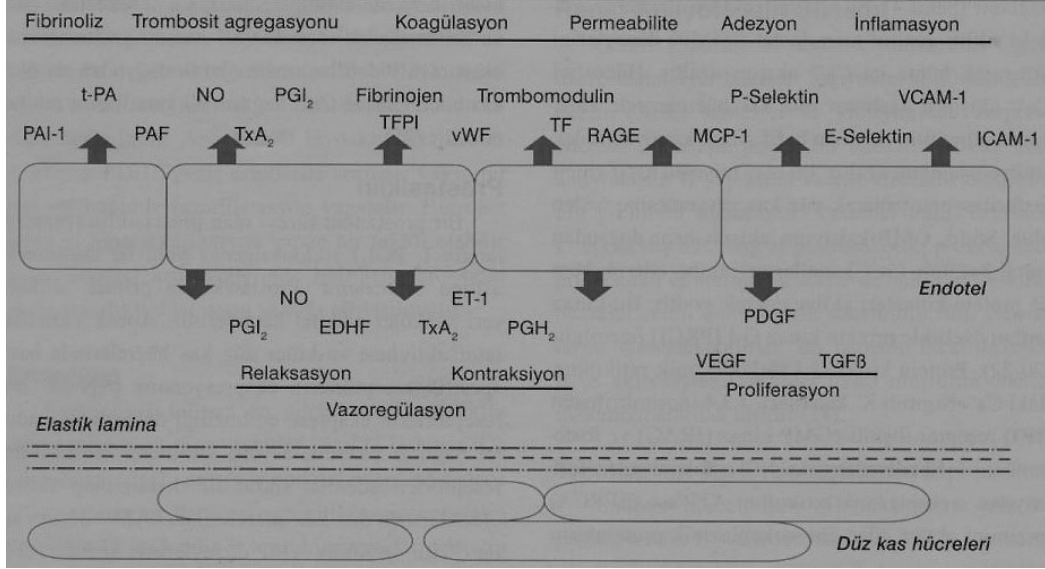 Fibrinoliz Trombosit agregasyonu Koagülasyon Permeabilite Adezyon İnflamasyon
t-PA NO PGI2 Fibrinojen Trombomodulin P-Selektin VCAM-1
PAI-1 PAF TxA2 TFPI vWF TF RAGE MCP-1 E-Selektin ICAM-1
Endotel
NO ET-1 PDGF
PGI2 EDHF TxA2 PGH2
VEGF TGFß
Relaksasyon Kontraksiyon Proliferasyon
Vazoregülasyon
Elastik lamina
Düz kas hücreleri